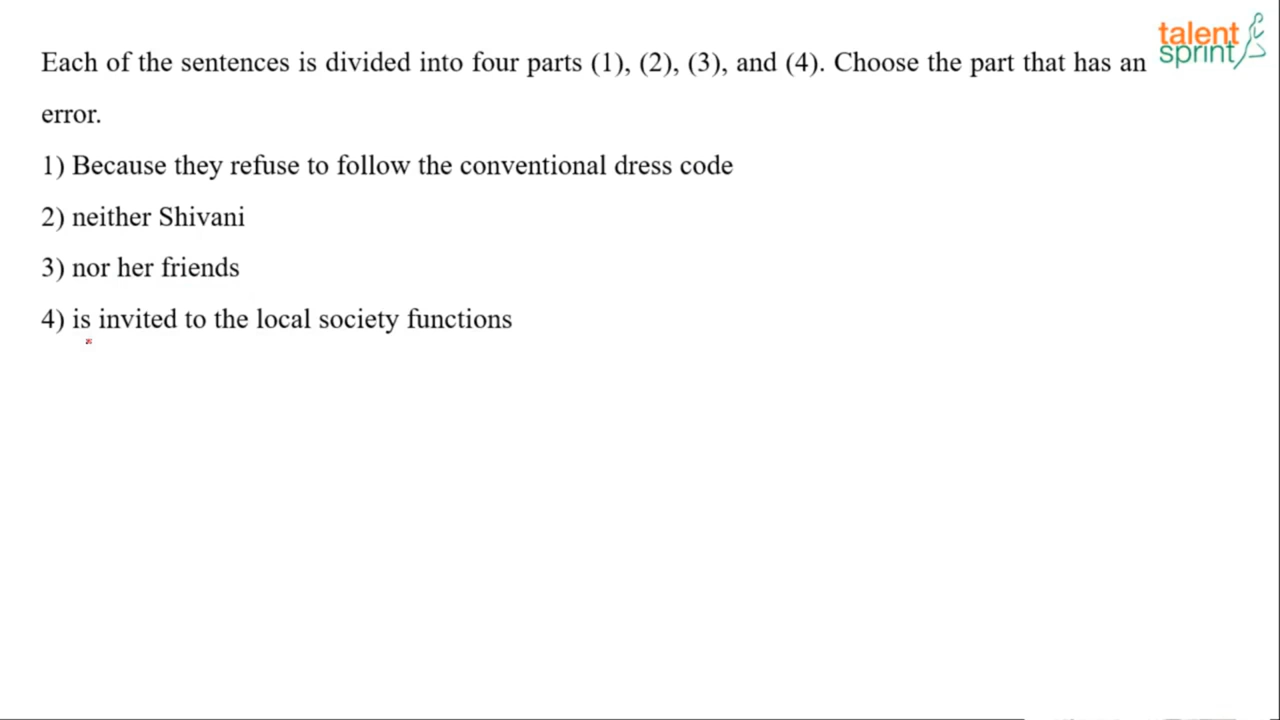 talent
sprint
Each of the sentences is divided into four parts (1), (2), (3), and (4). Choose the part that has an
error.
1) Because they refuse to follow the conventional dress code
2) neither Shivani
3) nor her friends
4) is invited to the local society functions